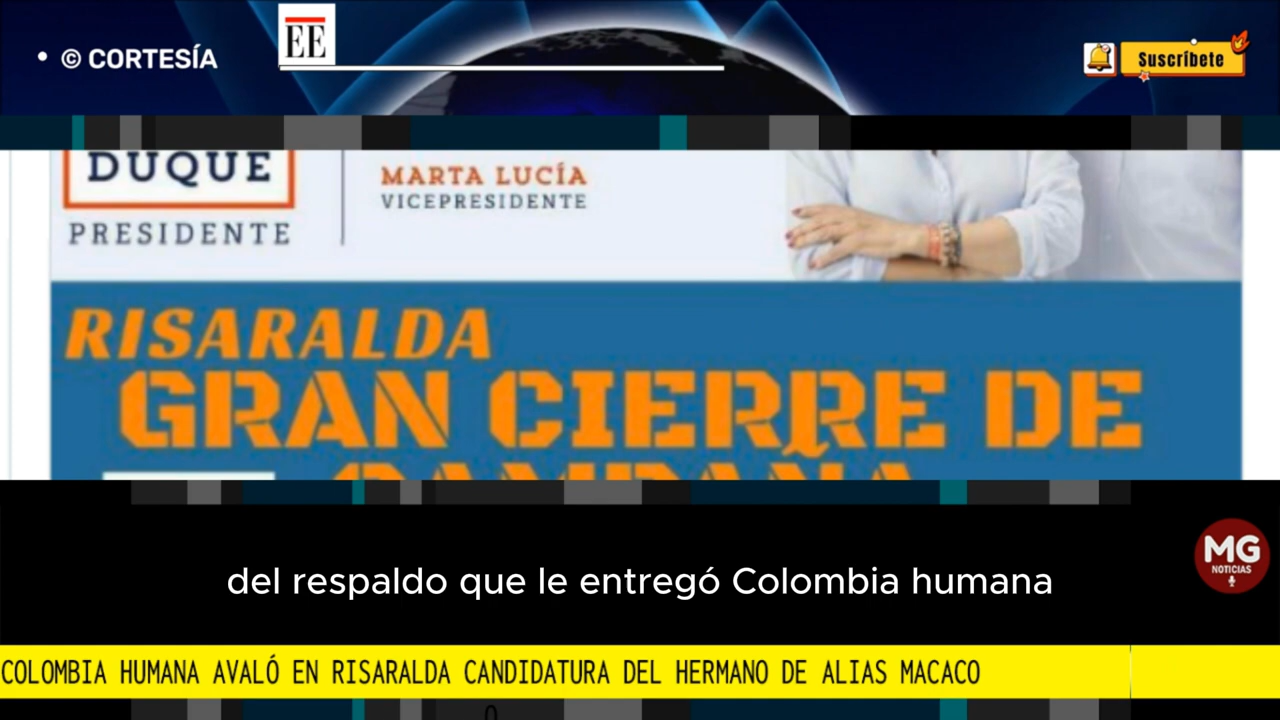 © CORTESÍA
EE
Suscríbete
DUQUE
PRESIDENTE
MARTA LUCÍA
VICEPRESIDENTE
RISARALDA
GRAN CIERRE DE
CAMPAÑA
del respaldo que le entregó Colombia humana
MG
NOTICIAS
COLOMBIA HUMANA AVALÓ EN RISARALDA CANDIDATURA DEL HERMANO DE ALIAS MACACO